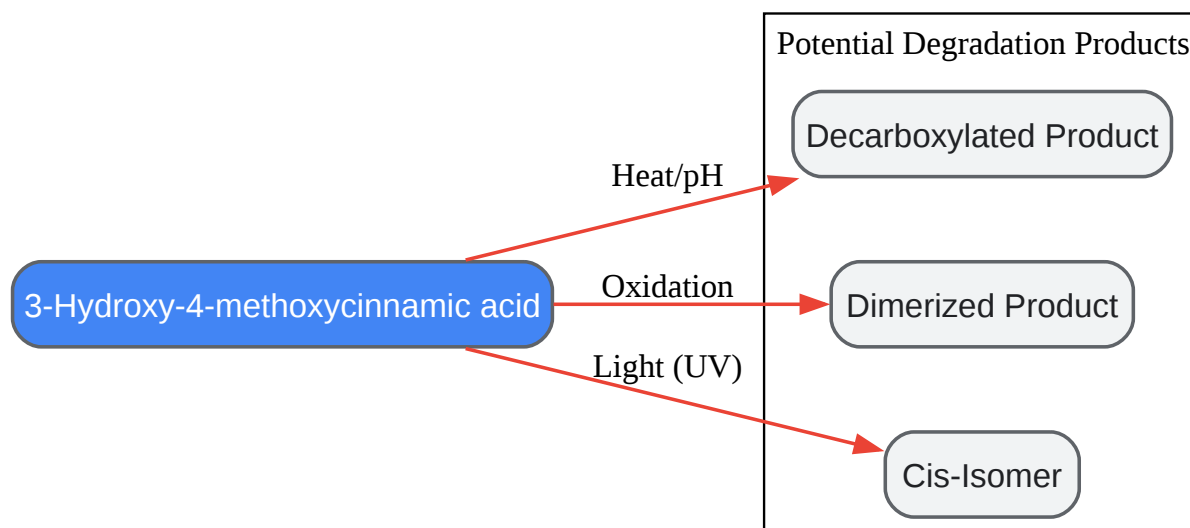 Potential Degradation Products
Decarboxylated Product
Heat/pH
3-Hydroxy-4-methoxycinnamic acid
Oxidation
Dimerized Product
Light (UV)
Cis-Isomer